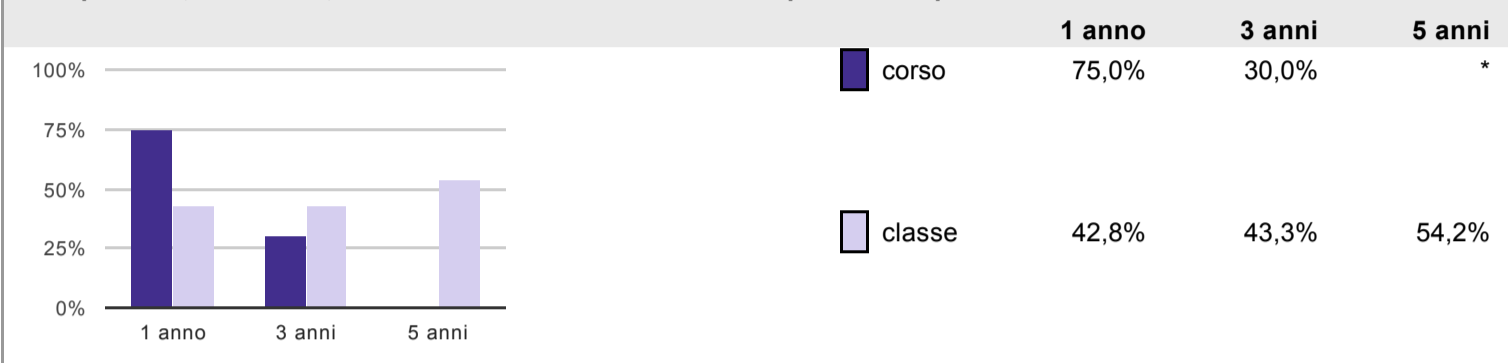 1 anno 3 anni 5 anni
100%
75%
50%
25%
0%
1 anno 3 anni 5 anni
corso 75,0% 30,0% *
classe 42,8% 43,3% 54,2%